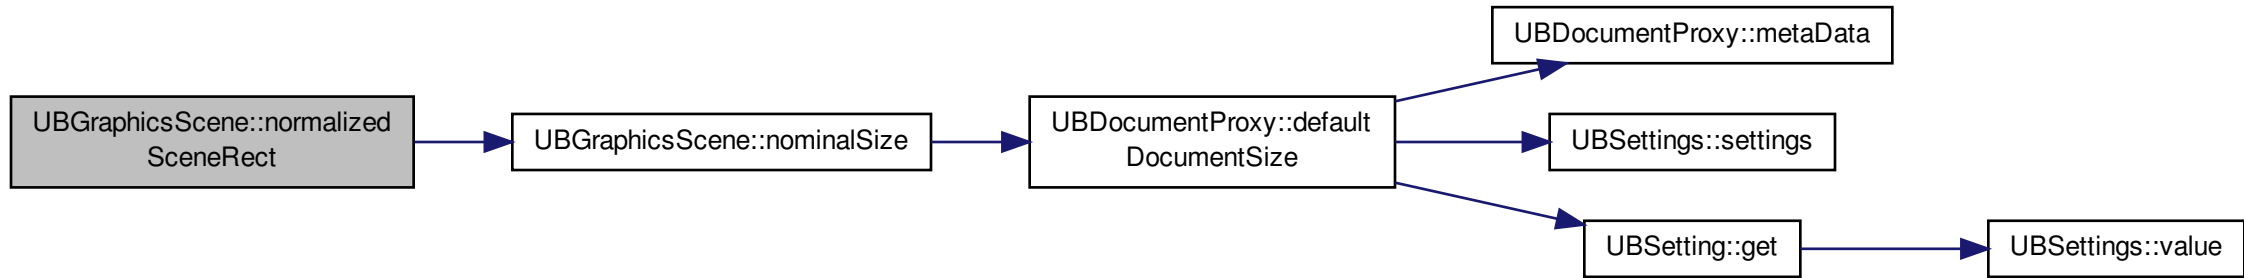 UBGraphicsScene::normalized
SceneRect
UBGraphicsScene::nominalSize
UBDocumentProxy::default
DocumentSize
UBDocumentProxy::metaData
UBSettings::settings
UBSetting::get
UBSettings::value